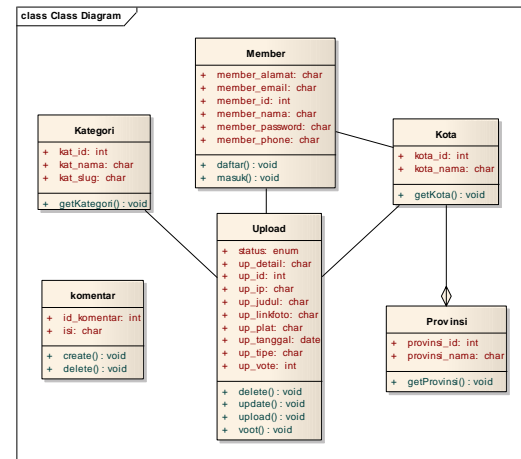 class Class Diagram
Member
+ member_alamat: char
+ member_email: char
+ member_id: int
+ member_nama: char
+ member_password: char
+ member_phone: char
+ daftar() : void
+ masuk() : void
Kategori
+ kat_id: int
+ kat_nama: char
+ kat_slug: char
+ getKategori() : void
Kota
+ kota_id: int
+ kota_nama: char
+ getKota() : void
Upload
+ status: enum
+ up_detail: char
+ up_id: int
+ up_ip: char
+ up_judul: char
+ up_linkfoto: char
+ up_plat: char
+ up_tanggal: date
+ up_tipe: char
+ up_vote: int
+ delete() : void
+ update() : void
+ upload() : void
+ voot() : void
komentar
+ id_komentar: int
+ isi: char
+ create() : void
+ delete() : void
Provinsi
+ provinsi_id: int
+ provinsi_nama: char
+ getProvinsi() : void